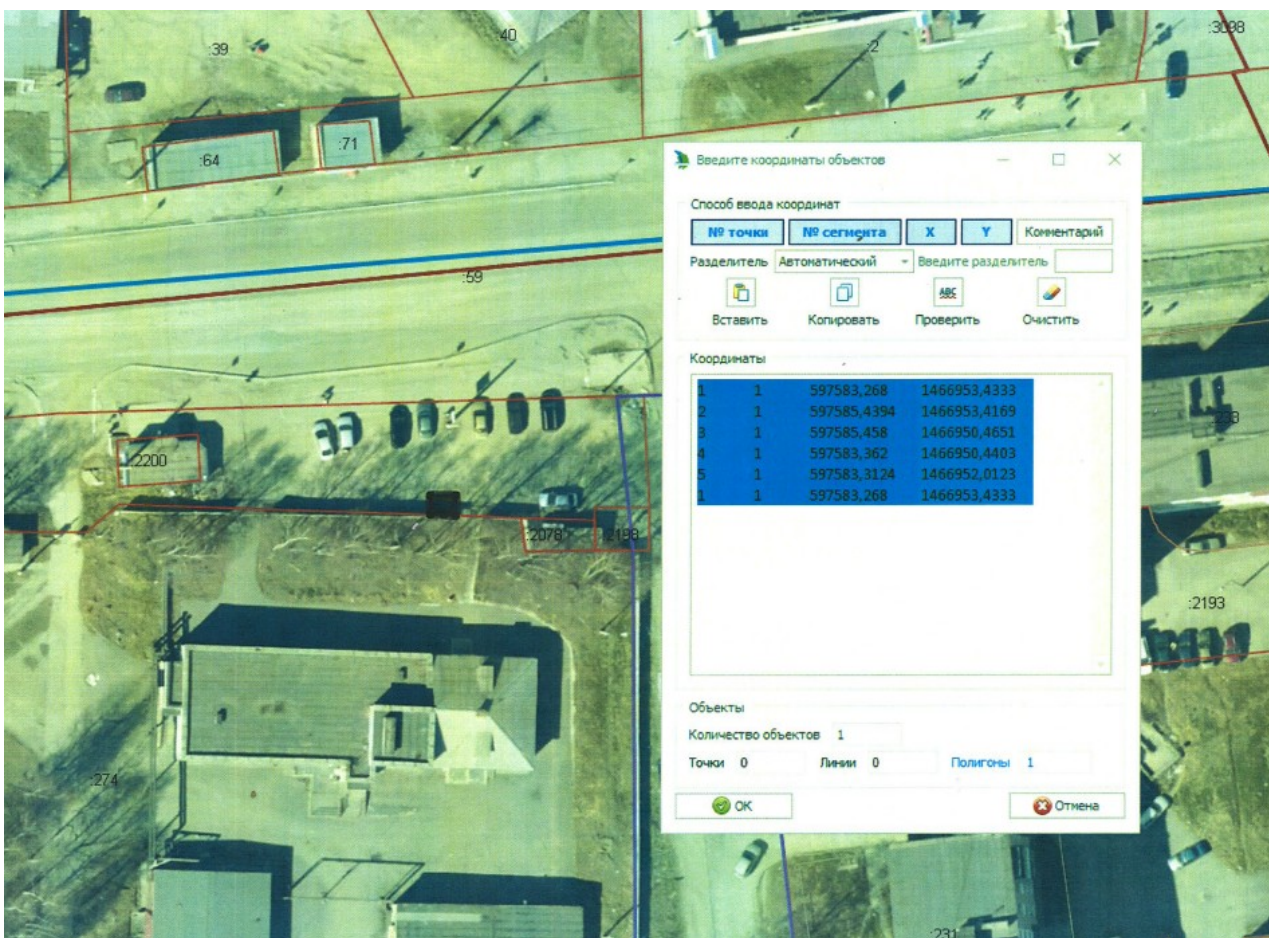 :39
:40
:2
:3098
:64
:71
:59
:2200
:2078
:2198
:274
:233
:2193
:231
Введите координаты объектов
Способ ввода координат
№ точки № сегмента X Y Комментарий
Разделитель Автоматический Введите разделитель
ABC
Вставить Копировать Проверить Очистить
Координаты
1 1 597583,268 1466953,4333
2 1 597585,4394 1466953,4169
3 1 597585,458 1466950,4651
4 1 597583,362 1466950,4403
5 1 597583,3124 1466952,0123
1 1 597583,268 1466953,4333
Объекты
Количество объектов 1
Точки 0 Линии 0 Полигоны 1
OK Отмена